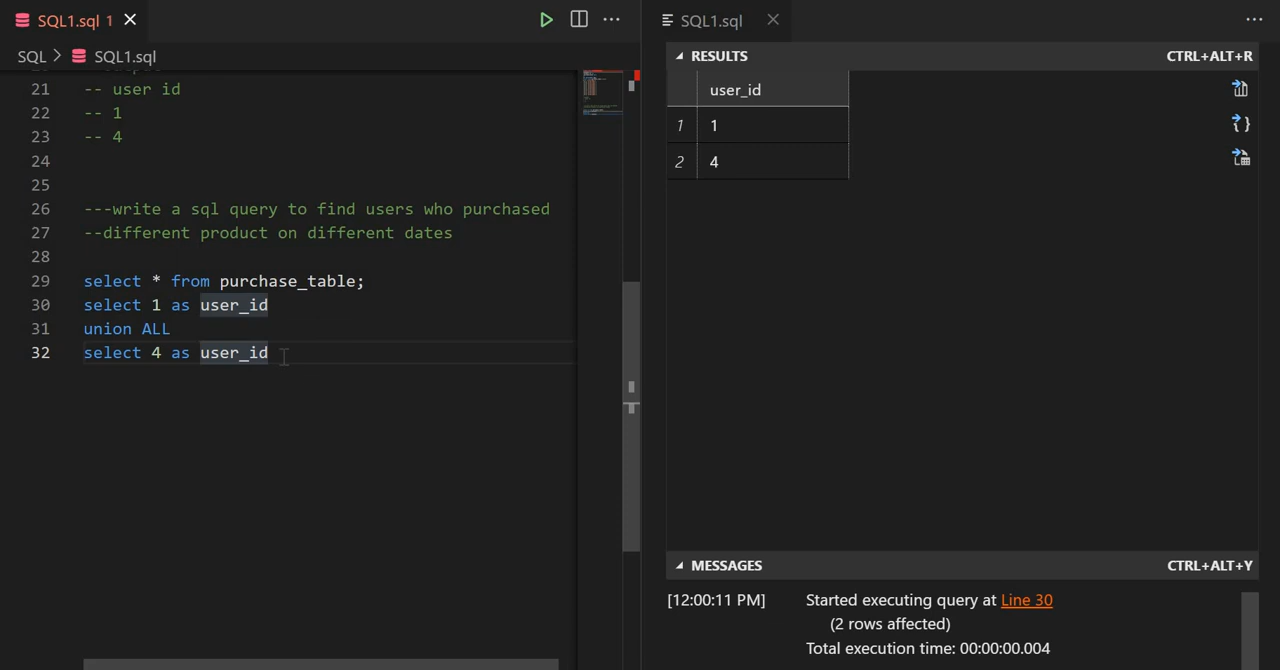 SQL1.sql 1
SQL > SQL1.sql
21 -- user id
22 -- 1
23 -- 4
24
25
26 ---write a sql query to find users who purchased
27 --different product on different dates
28
29 select * from purchase_table;
30 select 1 as user_id
31 union ALL
32 select 4 as user_id
SQL1.sql
RESULTS CTRL+ALT+R
user_id
1 1
2 4
MESSAGES CTRL+ALT+Y
[12:00:11 PM] Started executing query at Line 30
(2 rows affected)
Total execution time: 00:00:00.004